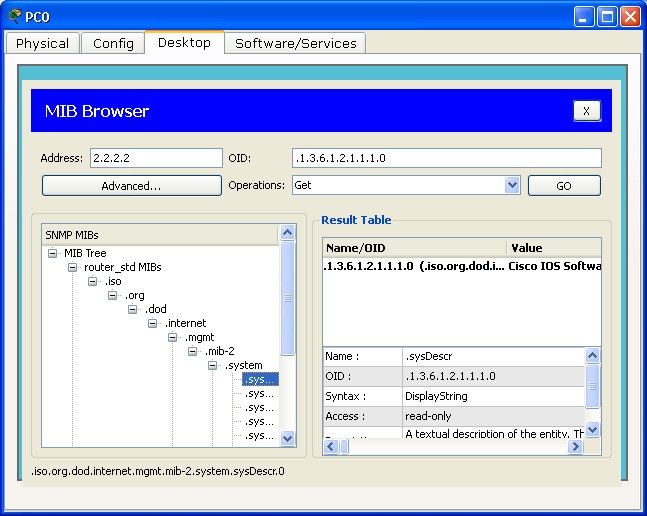 PC0
Physical Config Desktop Software/Services
MIB Browser
X
Address: 2.2.2.2 OID: .1.3.6.1.2.1.1.1.0
Advanced... Operations: Get GO
SNMP MIBs
MIB Tree
router_std MIBs
.iso
.org
.dod
.internet
.mgmt
.mib-2
.system
.sys...
.sys...
.sys...
.sys...
.sys...
Result Table
Name/OID Value
.1.3.6.1.2.1.1.1.0 (.iso.org.dod.i... Cisco IOS Softwa
Name : .sysDescr
OID : .1.3.6.1.2.1.1.1.0
Syntax : DisplayString
Access : read-only
A textual description of the entity. Th
.iso.org.dod.internet.mgmt.mib-2.system.sysDescr.0